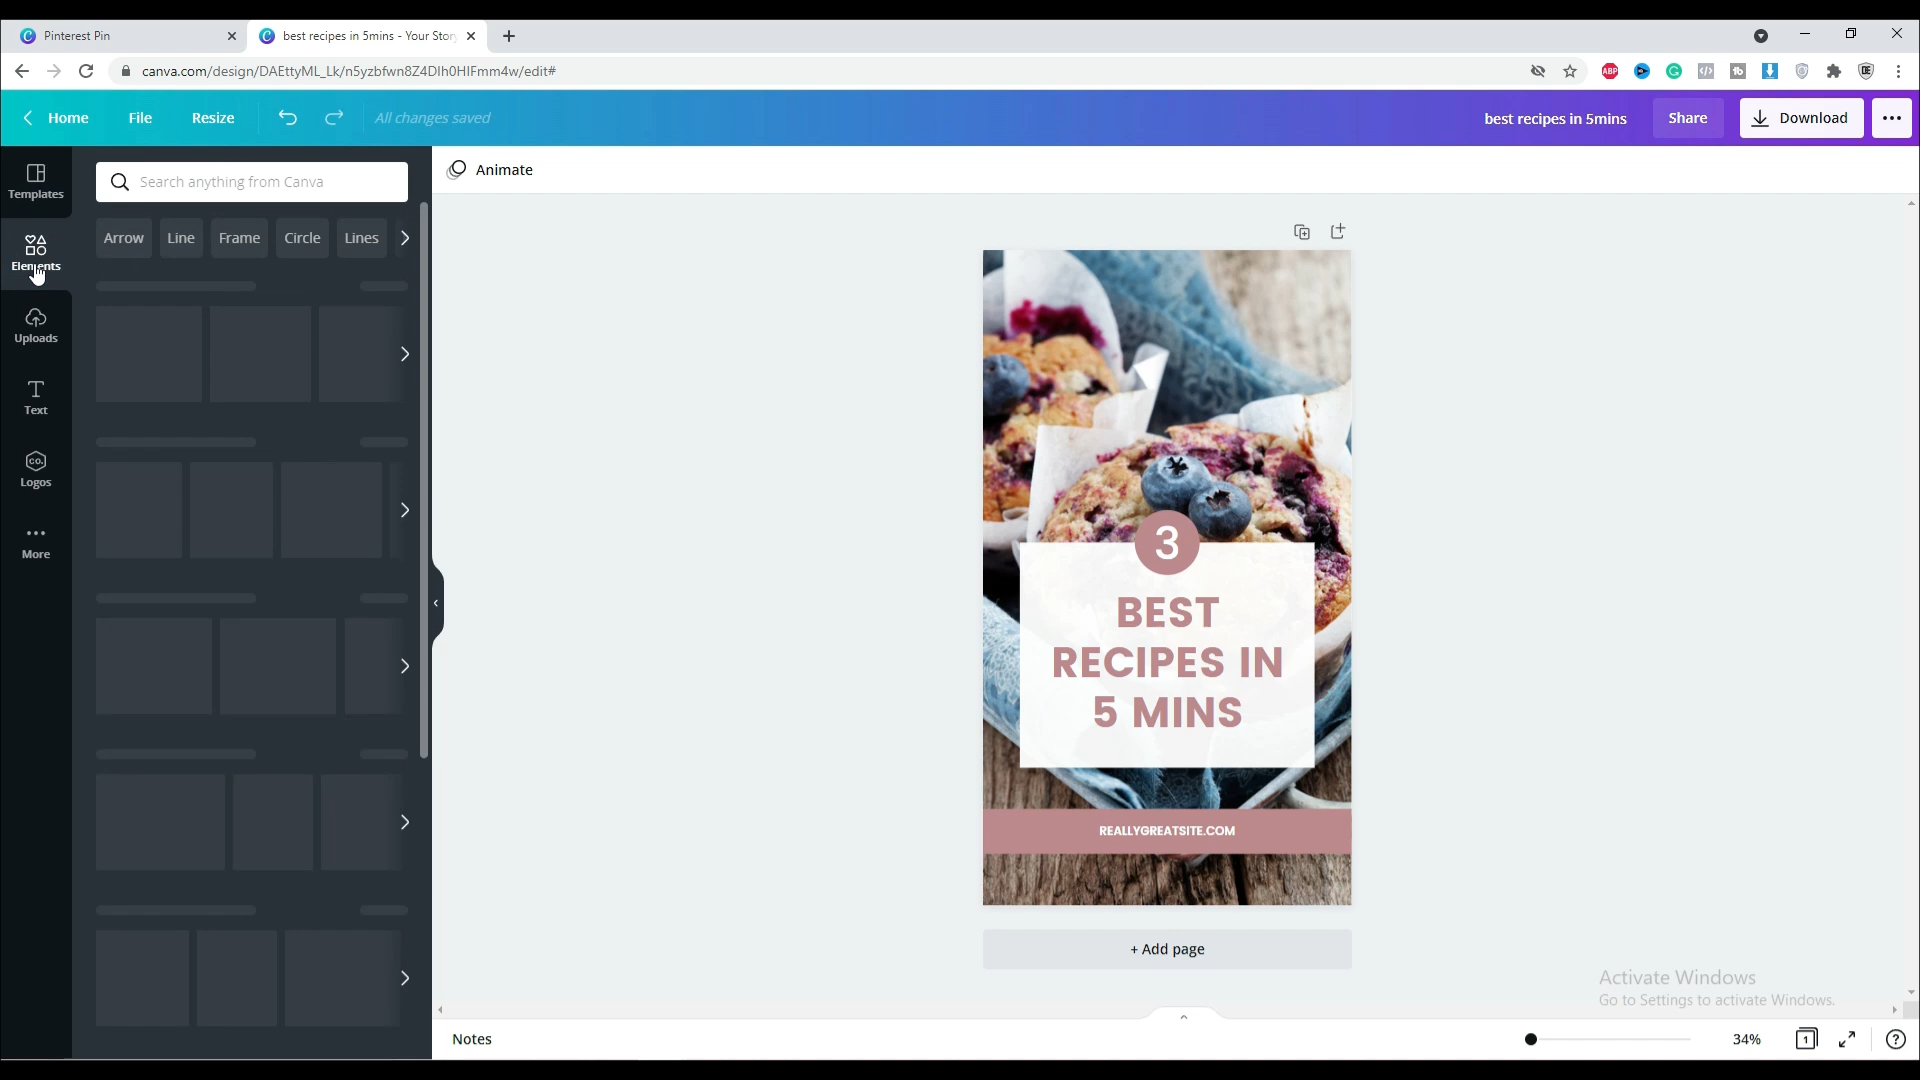 Pinterest Pin
best recipes in 5mins - Your Stor
canva.com/design/DAEttyML_Lk/n5yzbfwn8Z4DIh0HIFmm4w/edit#
Home File Resize All changes saved best recipes in 5mins Share Download
Templates
Search anything from Canva
Animate
Arrow Line Frame Circle Lines
Elements
Uploads
Text
CO.
Logos
More
3
BEST
RECIPES IN
5 MINS
REALLYGREATSITE.COM
+ Add page
Activate Windows
Go to Settings to activate Windows.
Notes 34% 1